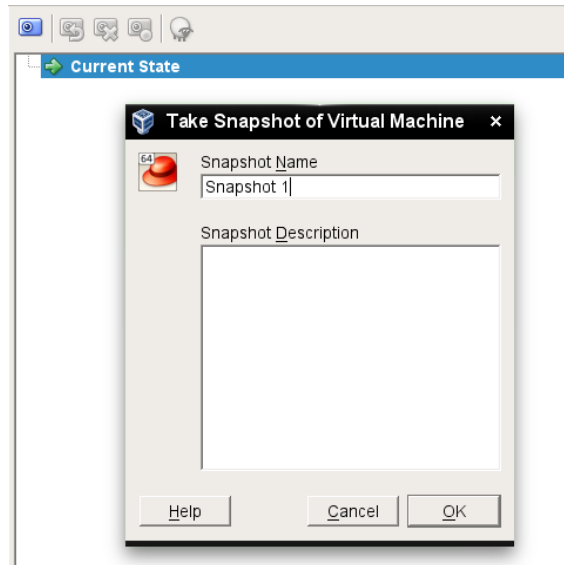 Current State
Take Snapshot of Virtual Machine
64
Snapshot Name
Snapshot 1
Snapshot Description
Help
Cancel
OK